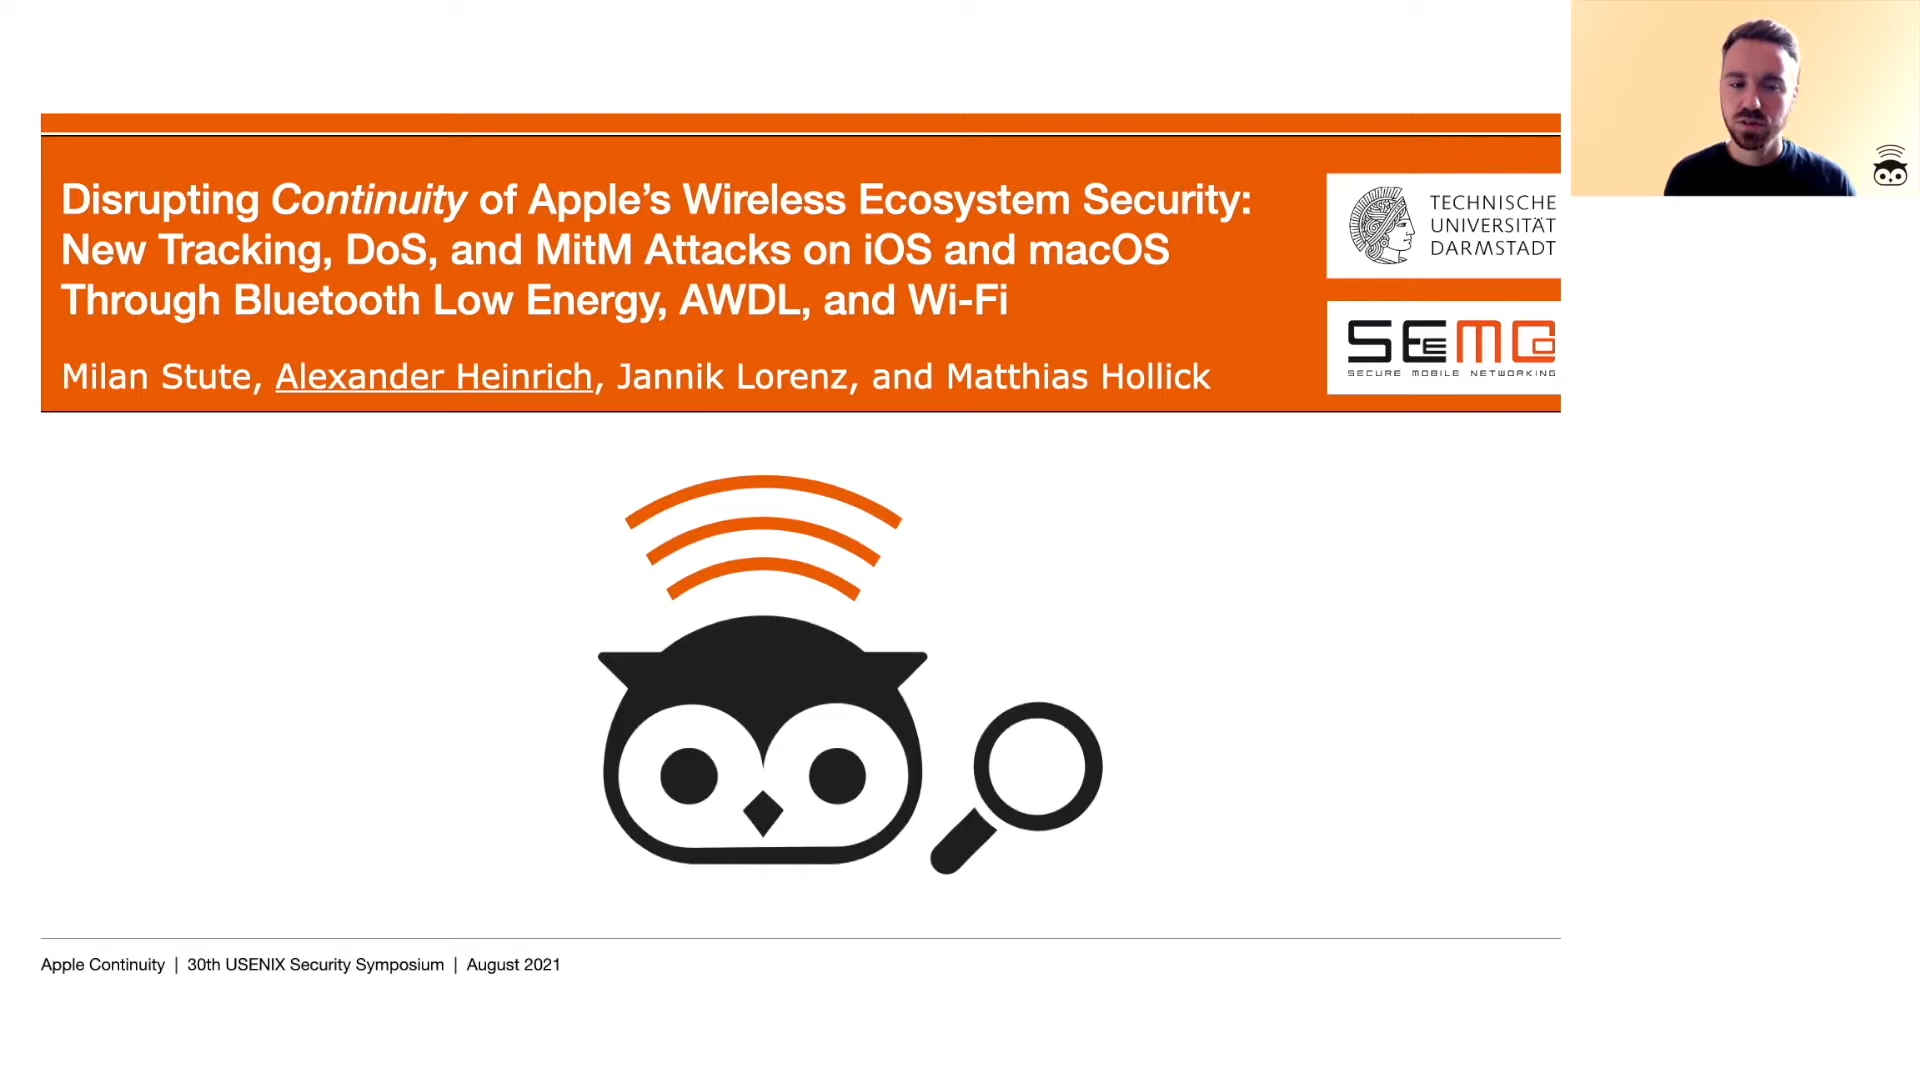 Disrupting Continuity of Apple’s Wireless Ecosystem Security:
New Tracking, DoS, and MitM Attacks on iOS and macOS
Through Bluetooth Low Energy, AWDL, and Wi-Fi
Milan Stute, Alexander Heinrich, Jannik Lorenz, and Matthias Hollick
TECHNISCHE
UNIVERSITÄT
DARMSTADT
SEEMOO
SECURE MOBILE NETWORKING
Apple Continuity | 30th USENIX Security Symposium | August 2021